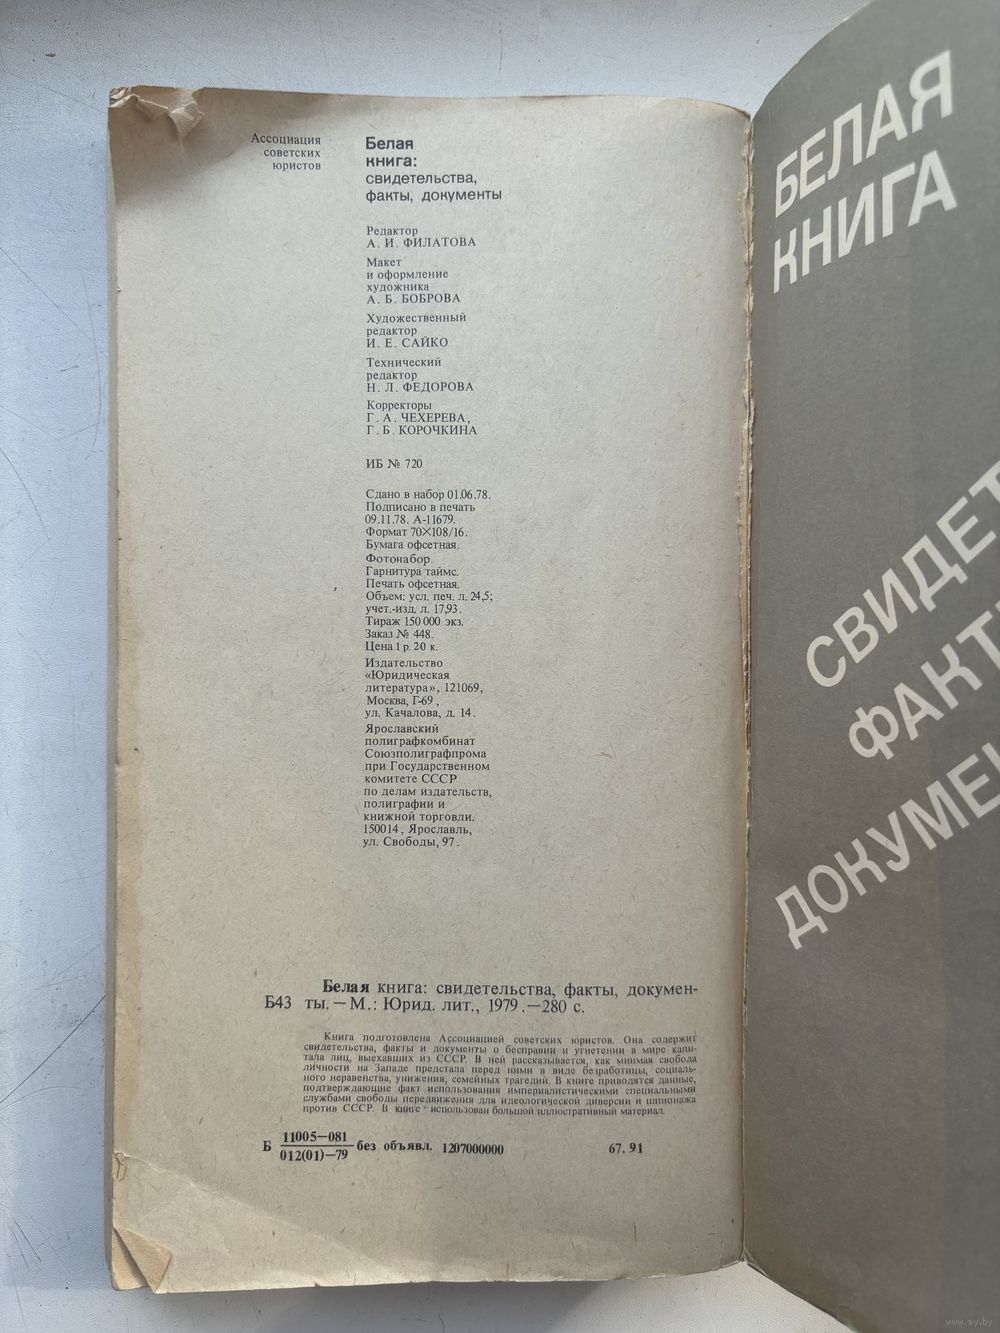 Ассоциация
советских
юристов
Белая
книга:
свидетельства,
факты, документы
Редактор
А. И. ФИЛАТОВА
Макет
и оформление
художника
А. Б. БОБРОВА
Художественный
редактор
И. Е. САЙКО
Технический
редактор
Н. Л. ФЕДОРОВА
Корректоры
Г. А. ЧЕХЕРЕВА,
Г. Б. КОРОЧКИНА
ИБ № 720
Сдано в набор 01.06.78.
Подписано в печать
09.11.78. А-11679.
Формат 70×108/16.
Бумага офсетная.
Фотонабор.
Гарнитура таймс.
Печать офсетная.
Объем: усл. печ. л. 24,5;
учет.-изд. л. 17,93.
Тираж 150 000 экз.
Заказ № 448.
Цена 1 р. 20 к.
Издательство
«Юридическая
литература», 121069,
Москва, Г-69,
ул. Качалова, д. 14.
Ярославский
полиграфкомбинат
Союзполиграфпрома
при Государственном
комитете СССР
по делам издательств,
полиграфии и
книжной торговли.
150014, Ярославль,
ул. Свободы, 97.
Белая книга: свидетельства, факты, докумен-
Б43 ты. — М.: Юрид. лит., 1979. — 280 с.
Книга подготовлена Ассоциацией советских юристов. Она содержит
свидетельства, факты и документы о бесправии и угнетении в мире капи-
тала лиц, выехавших из СССР. В ней рассказывается, как мнимая свобода
личности на Западе предстала перед ними в виде безработицы, социаль-
ного неравенства, унижения, семейных трагедий. В книге приводятся данные,
подтверждающие факт использования империалистическими специальными
службами свободы передвижения для идеологической диверсии и шпионажа
против СССР. В книге использован большой иллюстративный материал.
Б 11005—081
012(01)—79 без объявл. 1207000000 67.91
БЕЛАЯ
КНИГА
СВИДЕТ
ФАКТ
ДОКУМЕН
www.ay.by